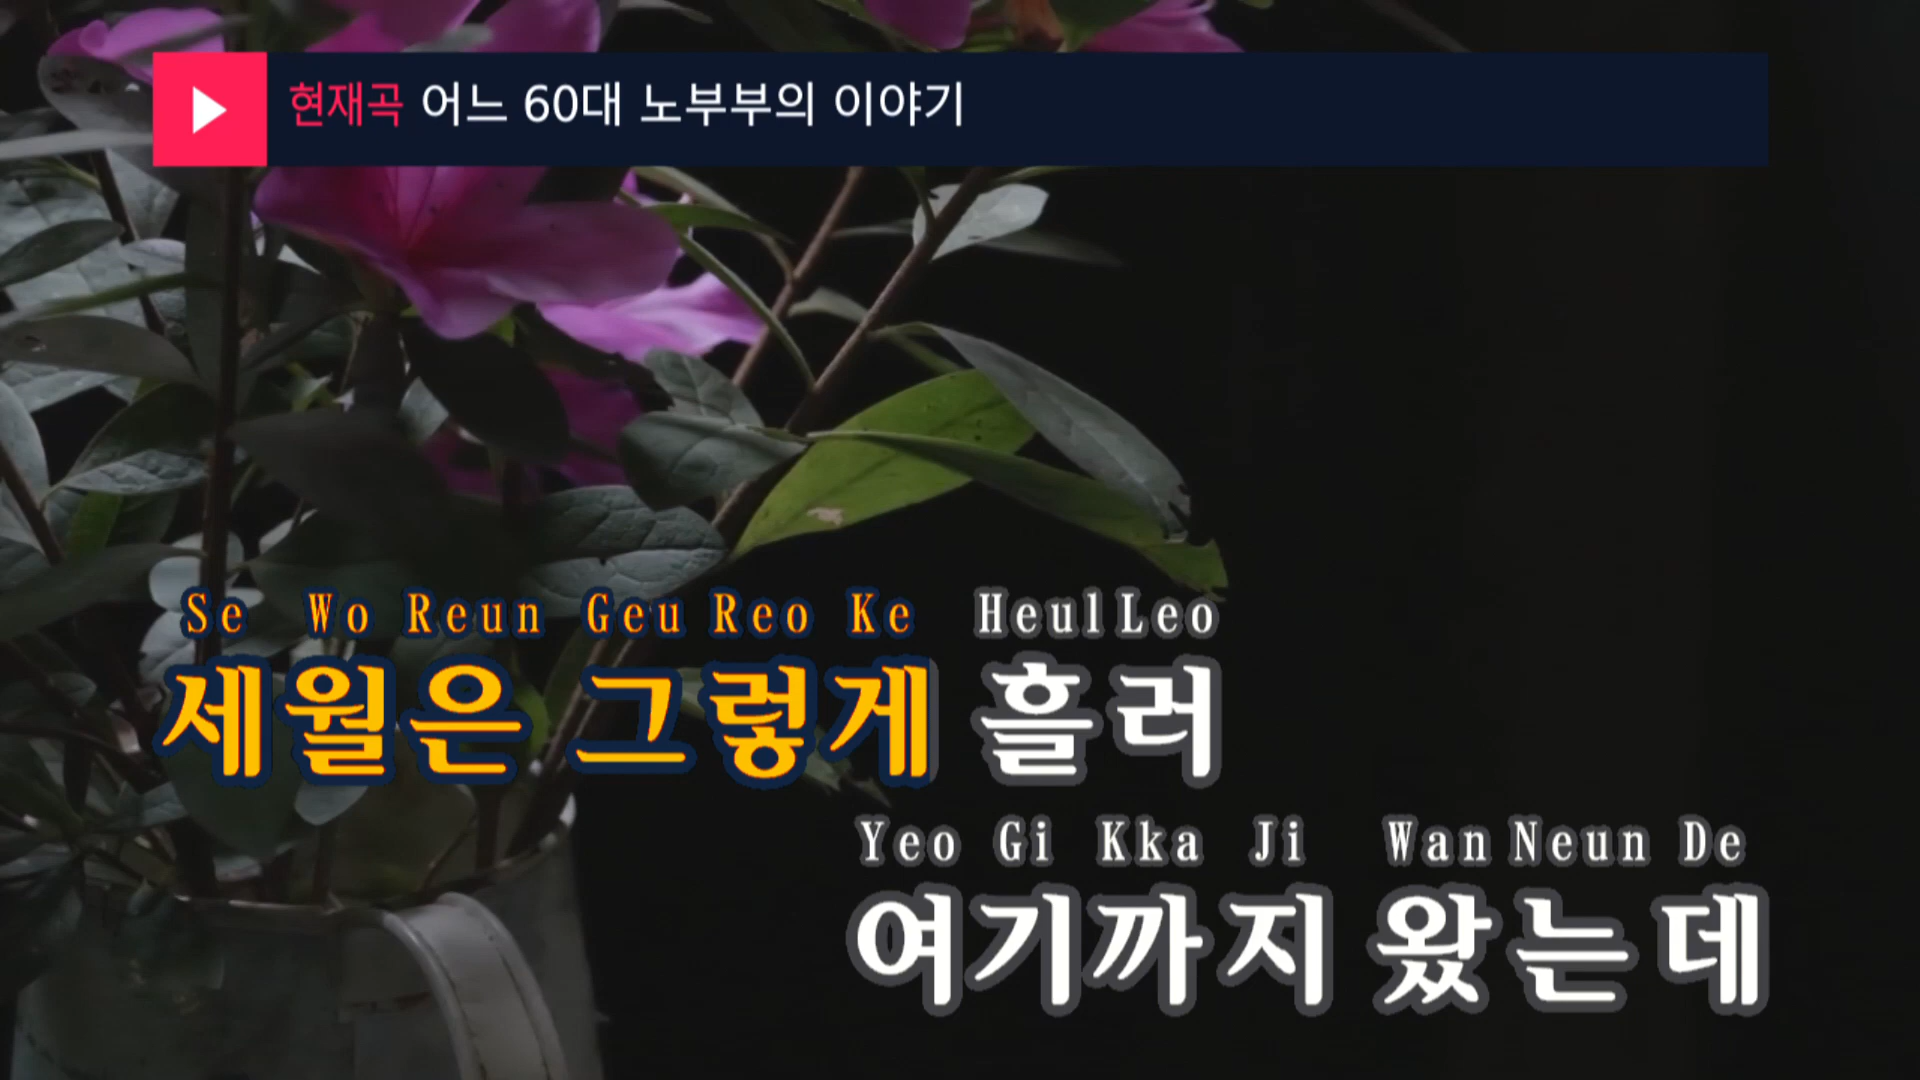 현재곡 어느 60대 노부부의 이야기
Se Wo Reun Geu Reo Ke Heul Leo
세월은 그렇게 흘러
Yeo Gi Kka Ji Wan Neun De
여기까지 왔는데